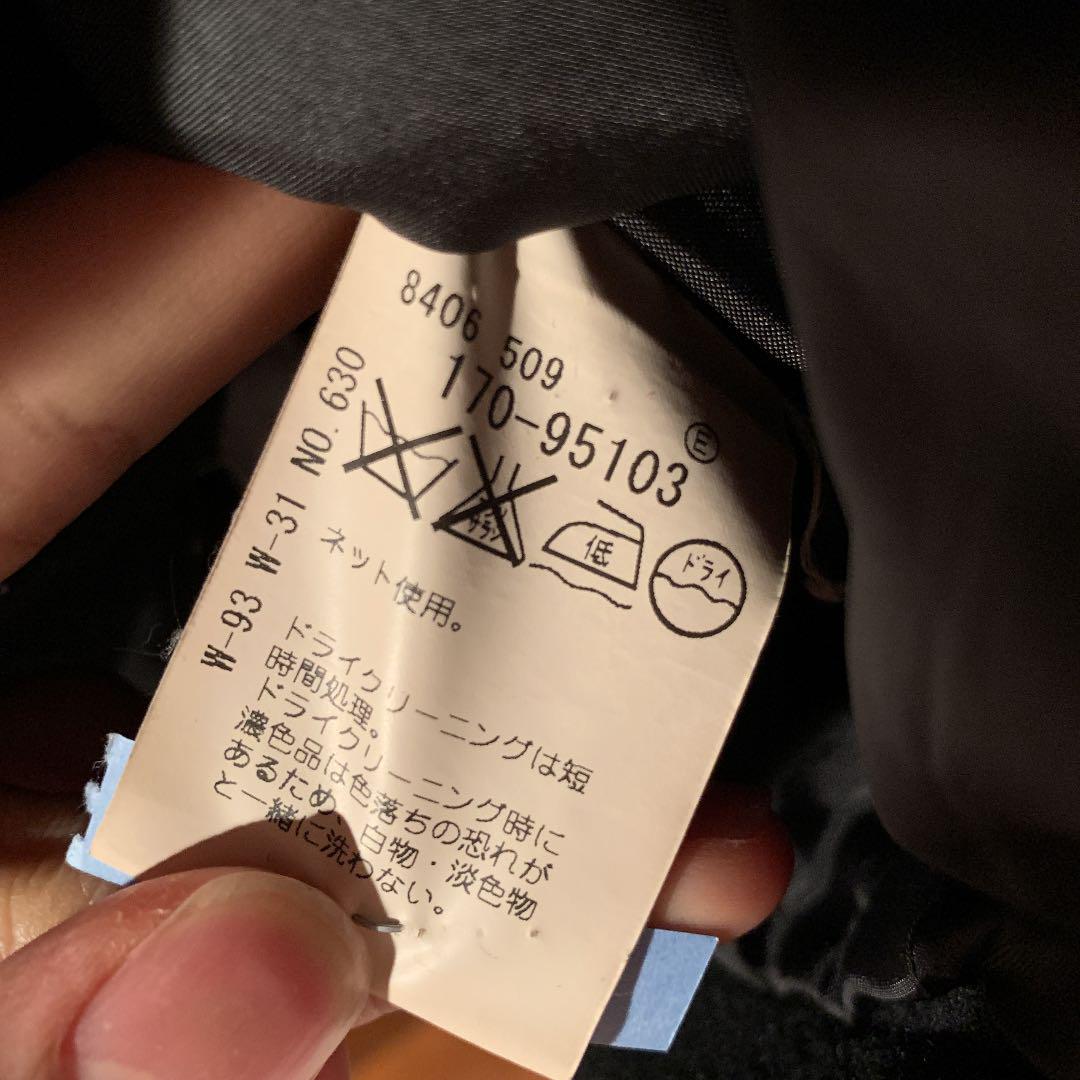 8406 509
170-95103 Ⓔ
NO. 630
W-93 W-31
低
ドライ
ネット使用。
ドライクリーニングは短
時間処理。
ドライクリーニング時に
濃色品は色落ちの恐れが
あるため、白物・淡色物
と一緒に洗わない。